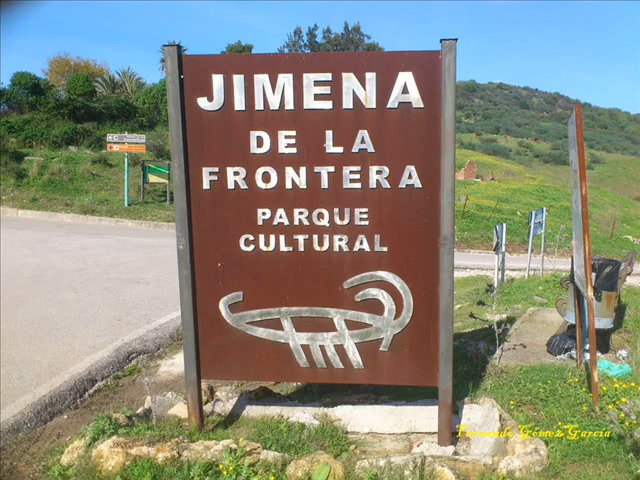 JIMENA
DE LA
FRONTERA
PARQUE
CULTURAL
Fernando Gómez García